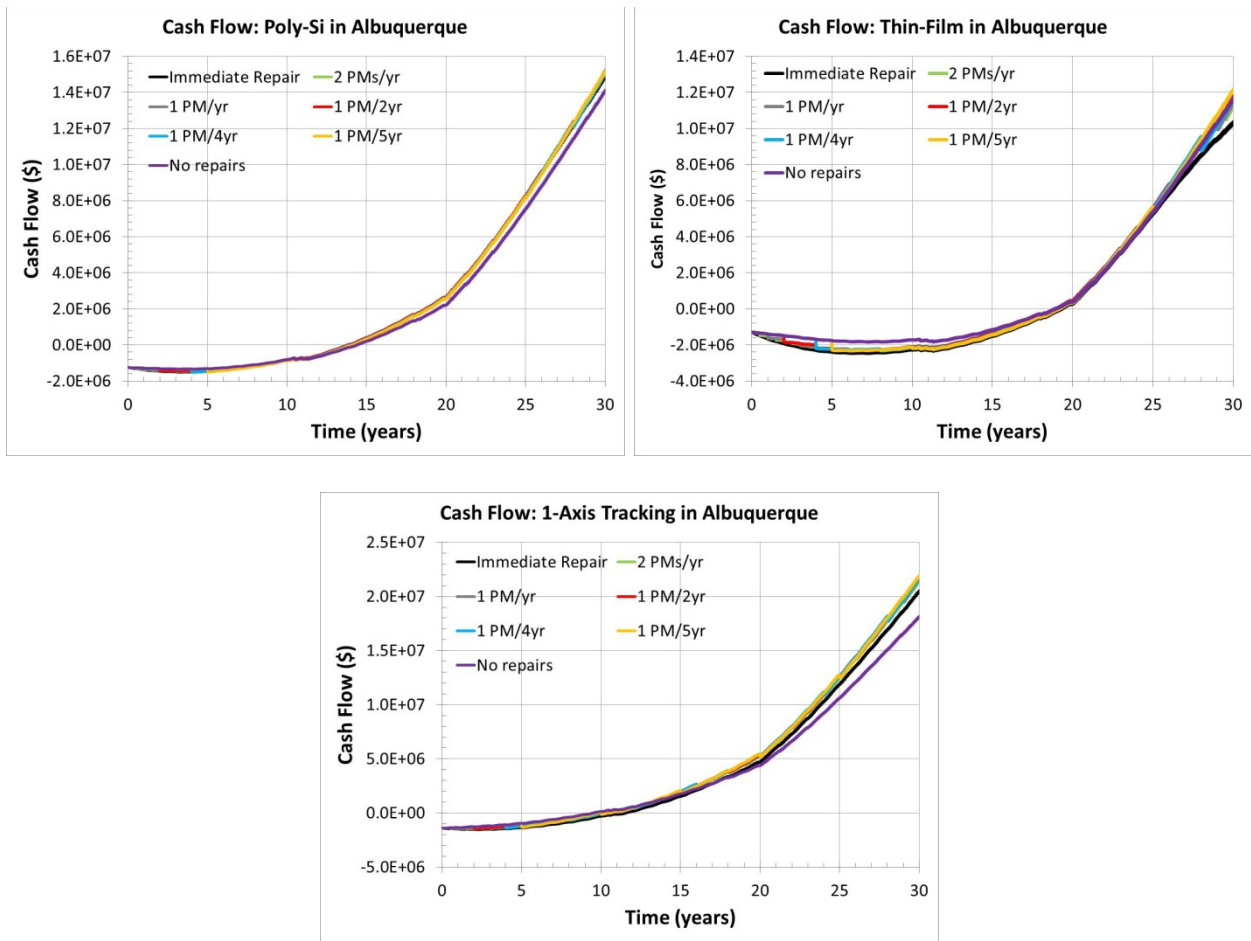 Cash Flow: Poly-Si in Albuquerque
1.6E+07
1.4E+07
1.2E+07
1.0E+07
8.0E+06
6.0E+06
4.0E+06
2.0E+06
0.0E+00
-2.0E+06
Cash Flow ($)
Immediate Repair 2 PMs/yr
1 PM/yr 1 PM/2yr
1 PM/4yr 1 PM/5yr
No repairs
0 5 10 15 20 25 30
Time (years)
Cash Flow: Thin-Film in Albuquerque
1.4E+07
1.2E+07
1.0E+07
8.0E+06
6.0E+06
4.0E+06
2.0E+06
0.0E+00
-2.0E+06
-4.0E+06
Cash Flow ($)
Immediate Repair 2 PMs/yr
1 PM/yr 1 PM/2yr
1 PM/4yr 1 PM/5yr
No repairs
0 5 10 15 20 25 30
Time (years)
Cash Flow: 1-Axis Tracking in Albuquerque
2.5E+07
2.0E+07
1.5E+07
1.0E+07
5.0E+06
0.0E+00
-5.0E+06
Cash Flow ($)
Immediate Repair 2 PMs/yr
1 PM/yr 1 PM/2yr
1 PM/4yr 1 PM/5yr
No repairs
0 5 10 15 20 25 30
Time (years)